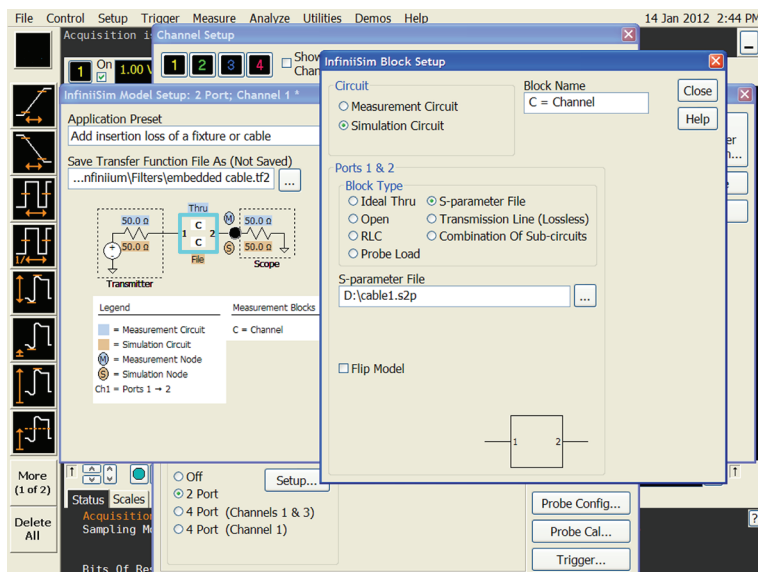 File Control Setup Trigger Measure Analyze Utilities Demos Help
14 Jan 2012 2:44 PM
Acquisition i
Channel Setup
1 On 1.00 V
1 2 3 4
Show
Chan
InfiniiSim Model Setup: 2 Port; Channel 1 *
Application Preset
Add insertion loss of a fixture or cable
Save Transfer Function File As (Not Saved)
...nfiniium\Filters\embedded cable.tf2
...
Thru
50.0 Ω
50.0 Ω
1 C 2
C
File
M
S
50.0 Ω
50.0 Ω
Transmitter
Scope
Legend
Measurement Blocks
= Measurement Circuit
C = Channel
= Simulation Circuit
M = Measurement Node
S = Simulation Node
Ch1 = Ports 1 → 2
InfiniiSim Block Setup
Circuit
Measurement Circuit
Simulation Circuit
Block Name
C = Channel
Close
Help
Ports 1 & 2
Block Type
Ideal Thru
S-parameter File
Open
Transmission Line (Lossless)
RLC
Combination Of Sub-circuits
Probe Load
S-parameter File
D:\cable1.s2p
...
Flip Model
1 2
er
n...
e
1/
More
(1 of 2)
Delete
All
Status Scales
Acquisition
Sampling Mo
Bits Of Res
Off
2 Port
4 Port (Channels 1 & 3)
4 Port (Channel 1)
Setup...
Probe Config...
Probe Cal...
Trigger...
?